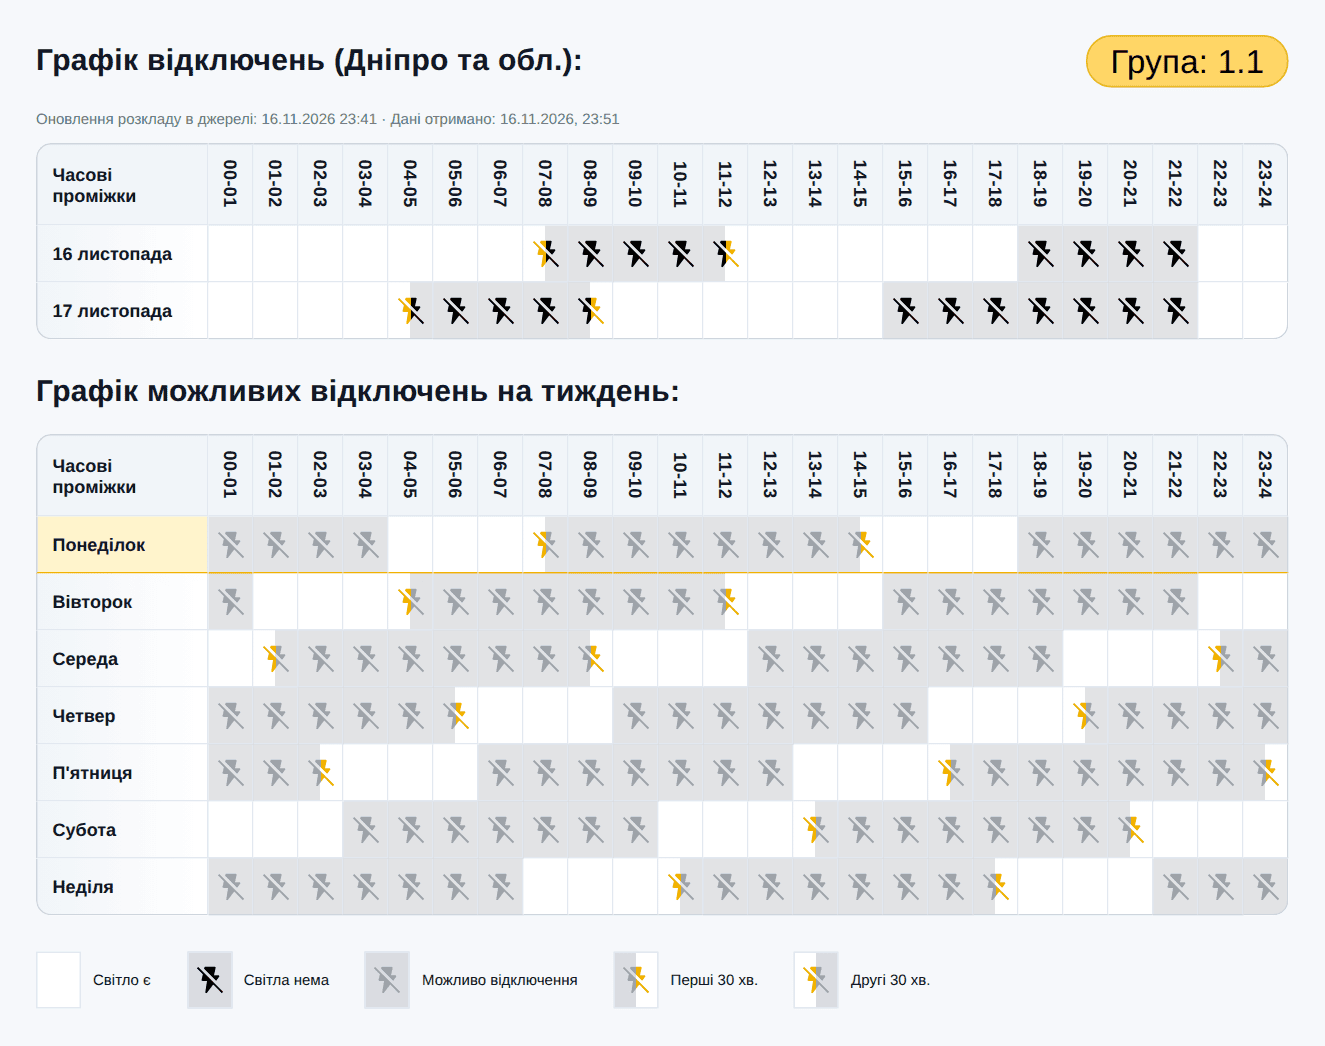 Графік відключень (Дніпро та обл.):
Група: 1.1
Оновлення розкладу в джерелі: 16.11.2026 23:41 · Дані отримано: 16.11.2026, 23:51
Часові проміжки 00-01 01-02 02-03 03-04 04-05 05-06 06-07 07-08 08-09 09-10 10-11 11-12 12-13 13-14 14-15 15-16 16-17 17-18 18-19 19-20 20-21 21-22 22-23 23-24
16 листопада
17 листопада
Графік можливих відключень на тиждень:
Часові проміжки 00-01 01-02 02-03 03-04 04-05 05-06 06-07 07-08 08-09 09-10 10-11 11-12 12-13 13-14 14-15 15-16 16-17 17-18 18-19 19-20 20-21 21-22 22-23 23-24
Понеділок
Вівторок
Середа
Четвер
П'ятниця
Субота
Неділя
Світло є Світла нема Можливо відключення Перші 30 хв. Другі 30 хв.